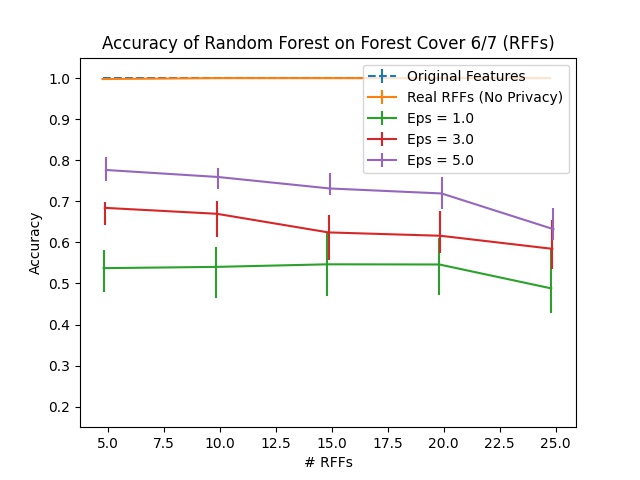 Accuracy of Random Forest on Forest Cover 6/7 (RFFs)
Original Features
Real RFFs (No Privacy)
Eps = 1.0
Eps = 3.0
Eps = 5.0
Accuracy
1.0
0.9
0.8
0.7
0.6
0.5
0.4
0.3
0.2
5.0 7.5 10.0 12.5 15.0 17.5 20.0 22.5 25.0
# RFFs